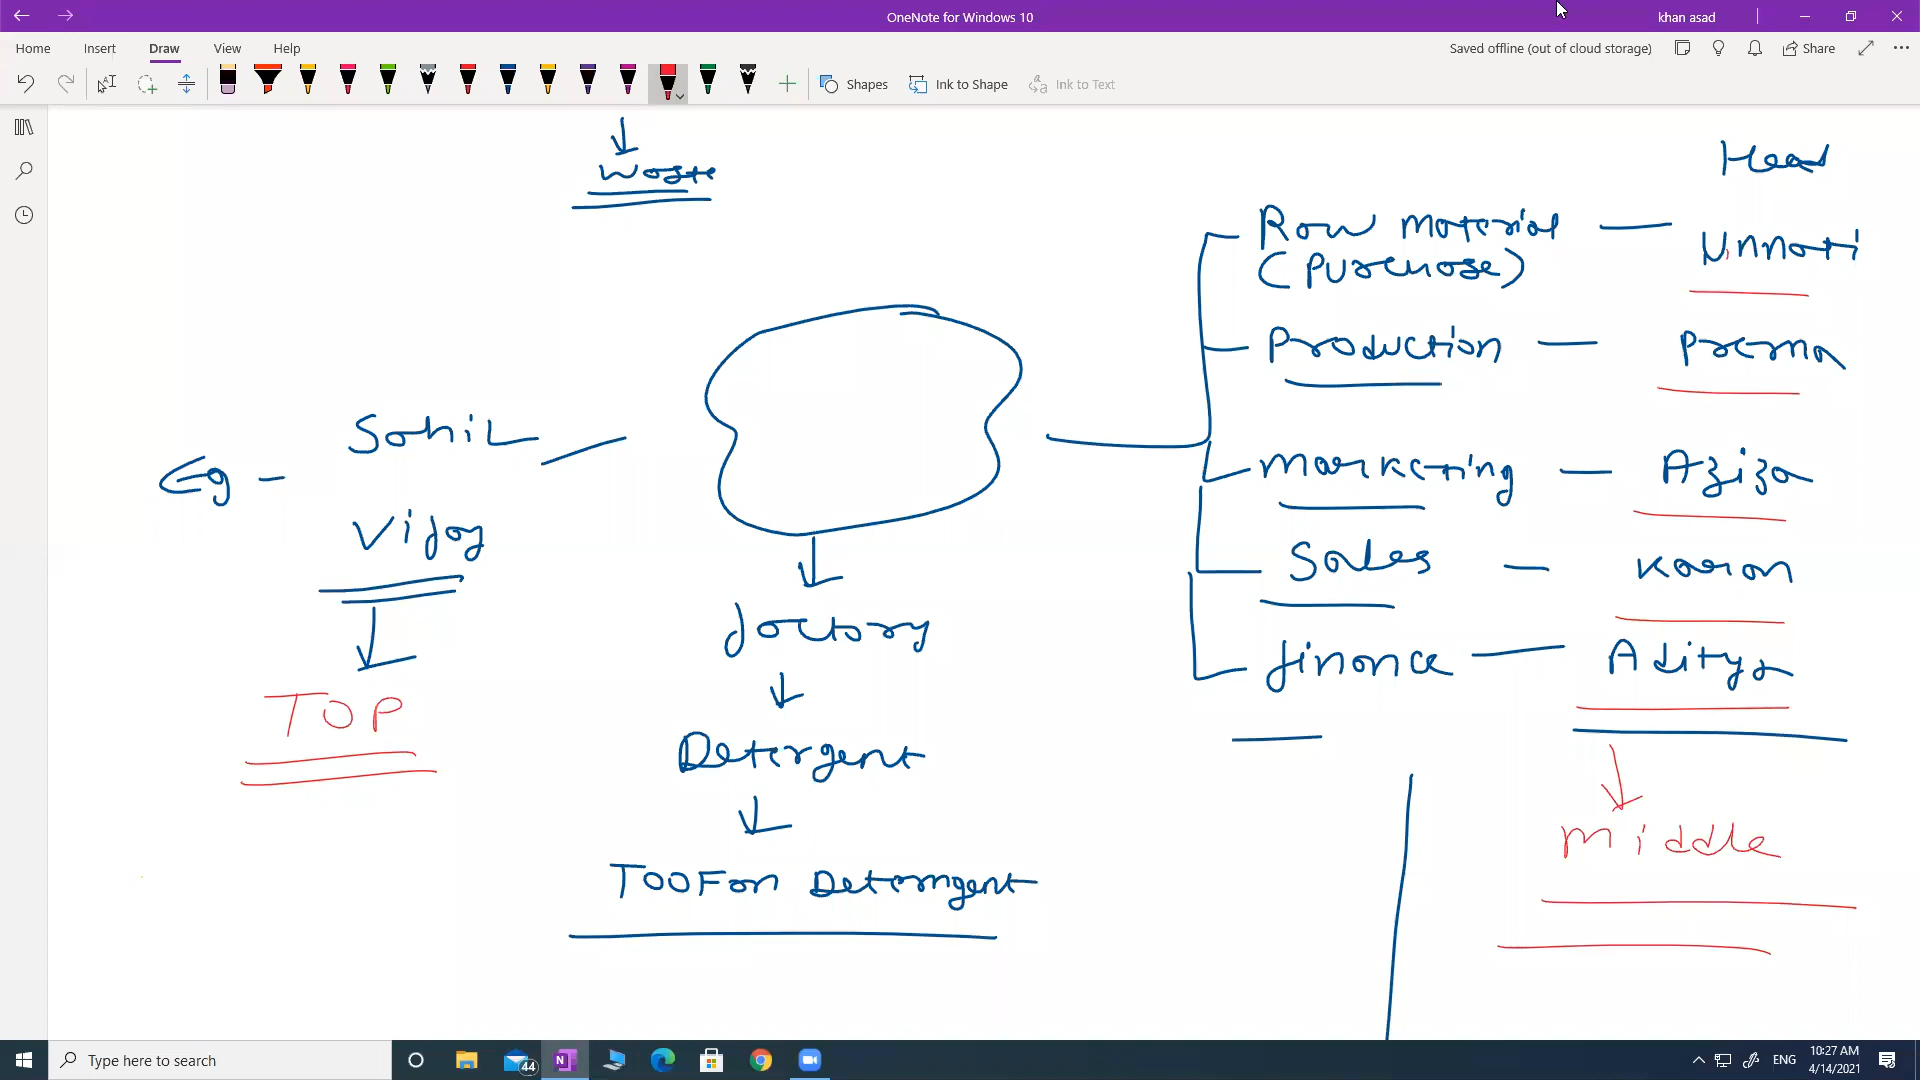 OneNote for Windows 10
khan asad
Home Insert Draw View Help
Saved offline (out of cloud storage)
Share
Shapes
Ink to Shape
Ink to Text
Waste
Head
Raw material — Unnati
(Purchase)
Production — Prerna
Marketing — Aziza
Sales — Karan
finance — Aditya
Middle
Eg - Sahil
Vijay
TOP
factory
Detergent
TOOFan Deterngent
Type here to search
44
ENG
10:27 AM
4/14/2021